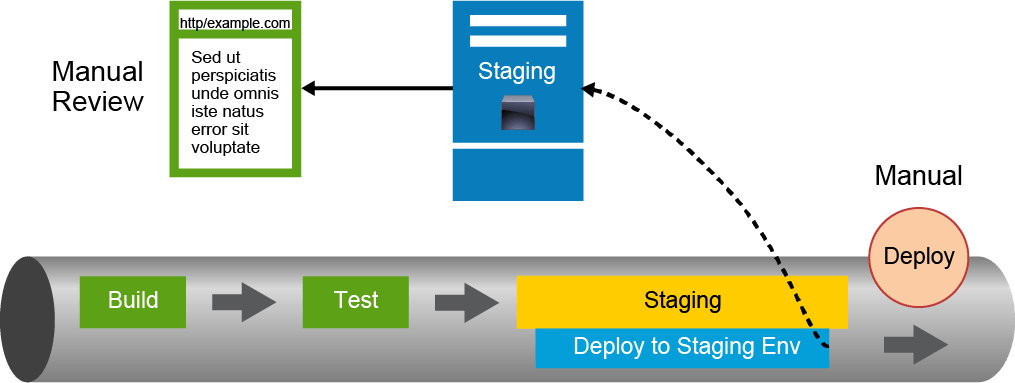 http/example.com
Sed ut
perspiciatis
unde omnis
iste natus
error sit
voluptate
Manual
Review
Staging
Manual
Deploy
Build
Test
Staging
Deploy to Staging Env